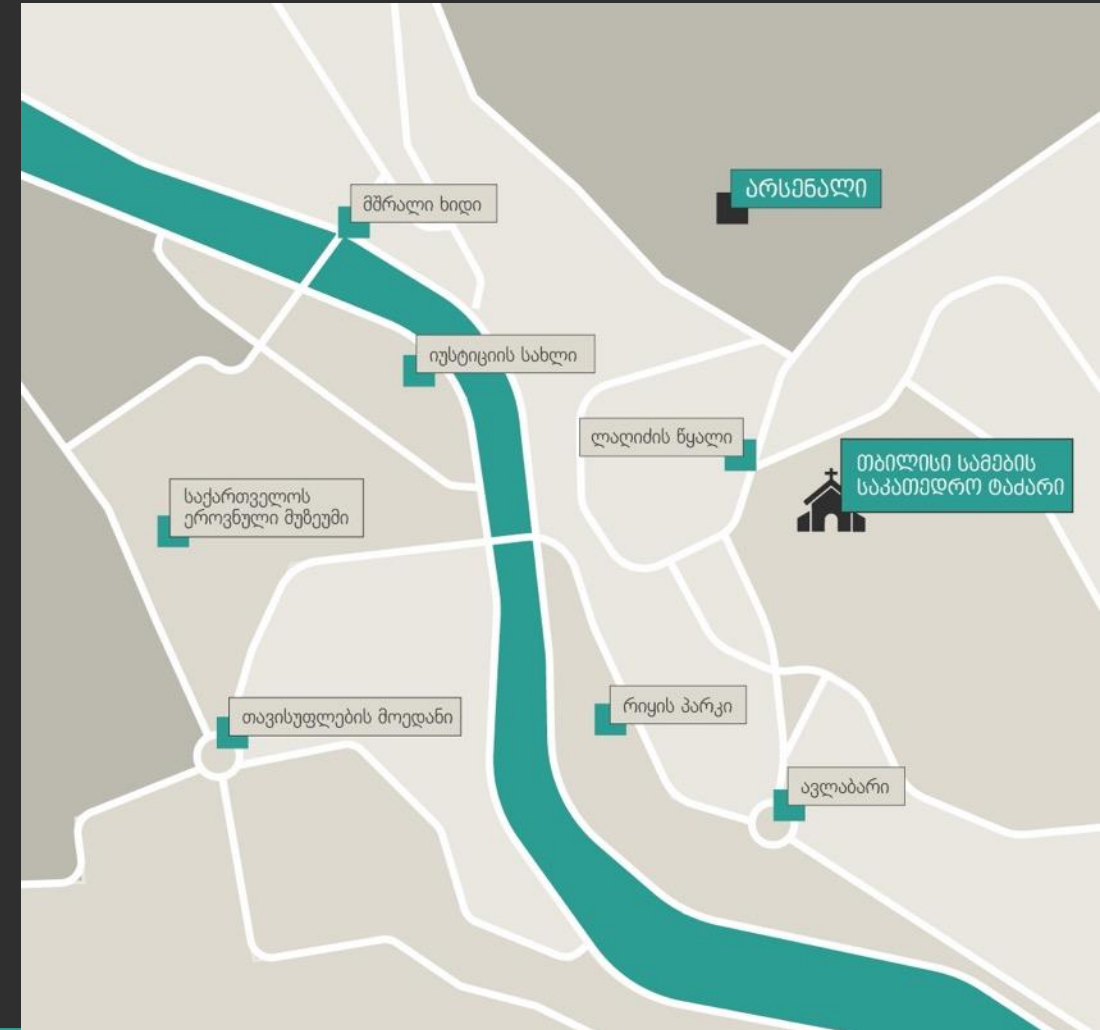 არსენალი
მშრალი ხიდი
იუსტიციის სახლი
ლაღიძის წყალი
თბილისი სამების
საკათედრო ტაძარი
საქართველოს
ეროვნული მუზეუმი
რიყის პარკი
თავისუფლების მოედანი
ავლაბარი